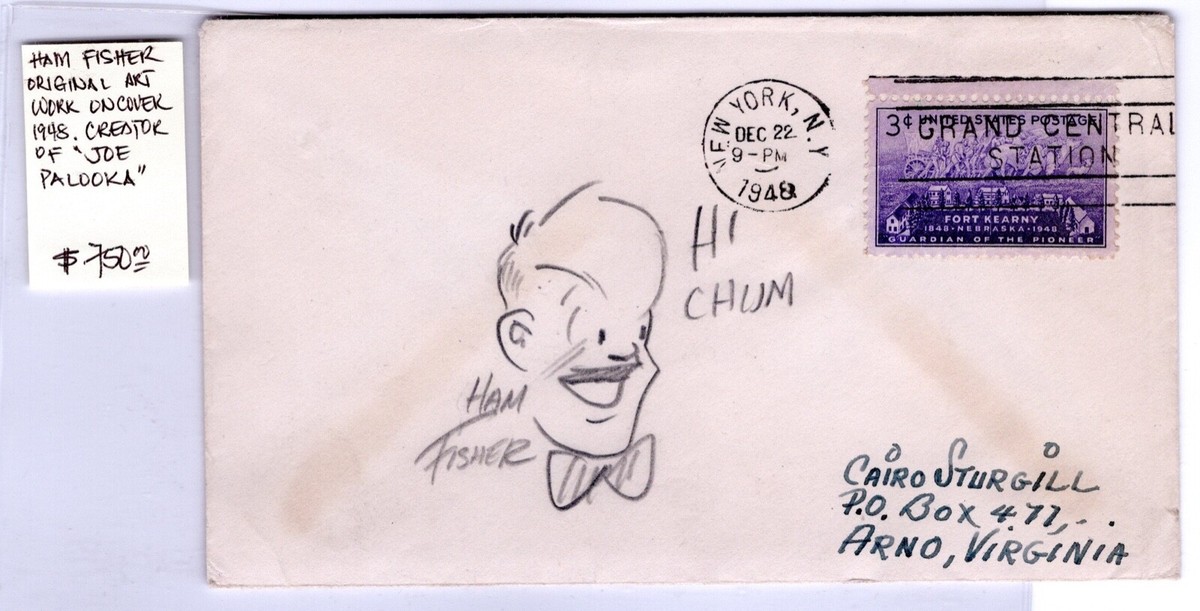 HAM FISHER
ORIGINAL ART
WORK ON COVER
1948. CREATOR
OF "JOE
PALOOKA"
$.750.00
NEW YORK, N.Y
DEC 22
9-PM
1948
GRAND CENTRAL
STATION
3¢ UNITED STATES POSTAGE
FORT KEARNY
1848·NEBRASKA·1948
"GUARDIAN OF THE PIONEER"
HI
CHUM
HAM
FISHER
CAIRO STURGILL
P.O. BOX 477,
ARNO, VIRGINIA